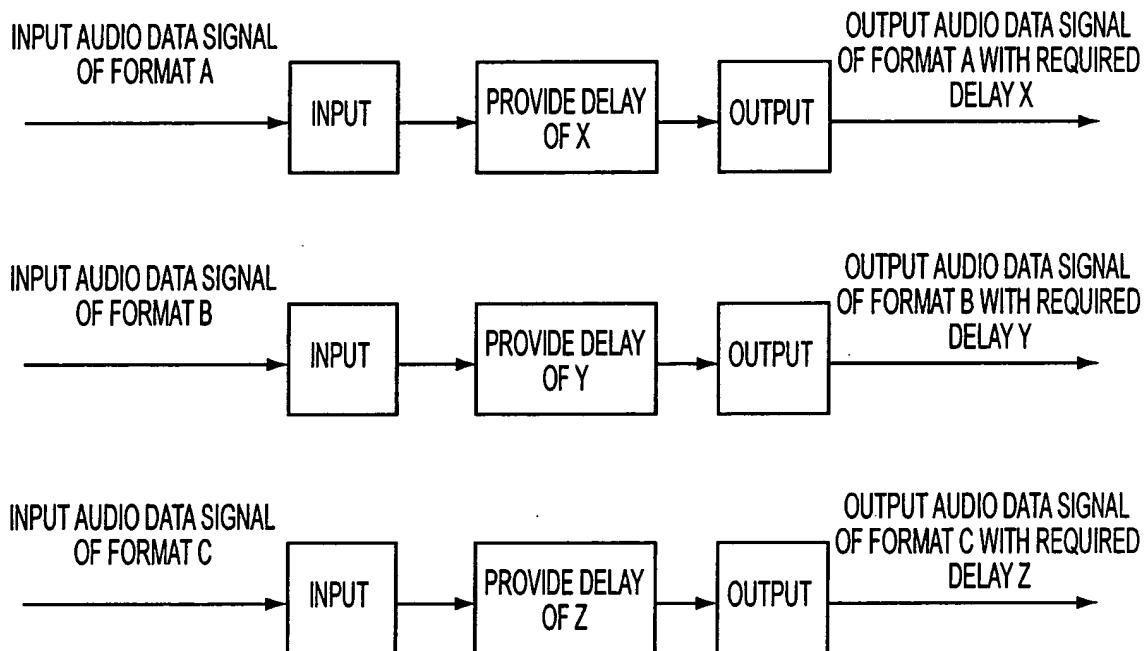 INPUT AUDIO DATA SIGNAL
OF FORMAT A
INPUT
PROVIDE DELAY
OF X
OUTPUT
OUTPUT AUDIO DATA SIGNAL
OF FORMAT A WITH REQUIRED
DELAY X
INPUT AUDIO DATA SIGNAL
OF FORMAT B
INPUT
PROVIDE DELAY
OF Y
OUTPUT
OUTPUT AUDIO DATA SIGNAL
OF FORMAT B WITH REQUIRED
DELAY Y
INPUT AUDIO DATA SIGNAL
OF FORMAT C
INPUT
PROVIDE DELAY
OF Z
OUTPUT
OUTPUT AUDIO DATA SIGNAL
OF FORMAT C WITH REQUIRED
DELAY Z